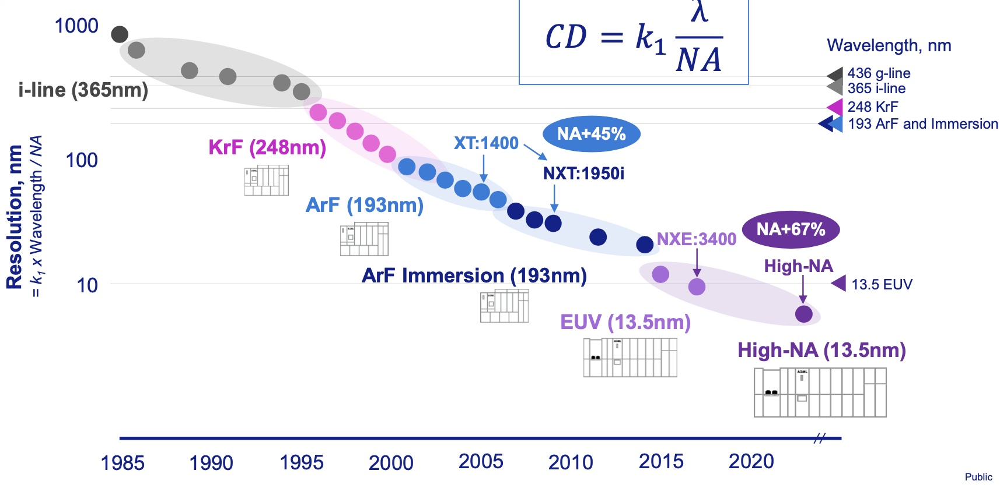 1000
CD = k1 λ / NA
Wavelength, nm
436 g-line
365 i-line
248 KrF
193 ArF and Immersion
i-line (365nm)
KrF (248nm)
XT:1400
NA+45%
NXT:1950i
100
Resolution, nm
= k1 x Wavelength / NA
ArF (193nm)
NA+67%
NXE:3400
High-NA
ArF Immersion (193nm)
10
13.5 EUV
EUV (13.5nm)
ASML
High-NA (13.5nm)
ASML
1985 1990 1995 2000 2005 2010 2015 2020
Public